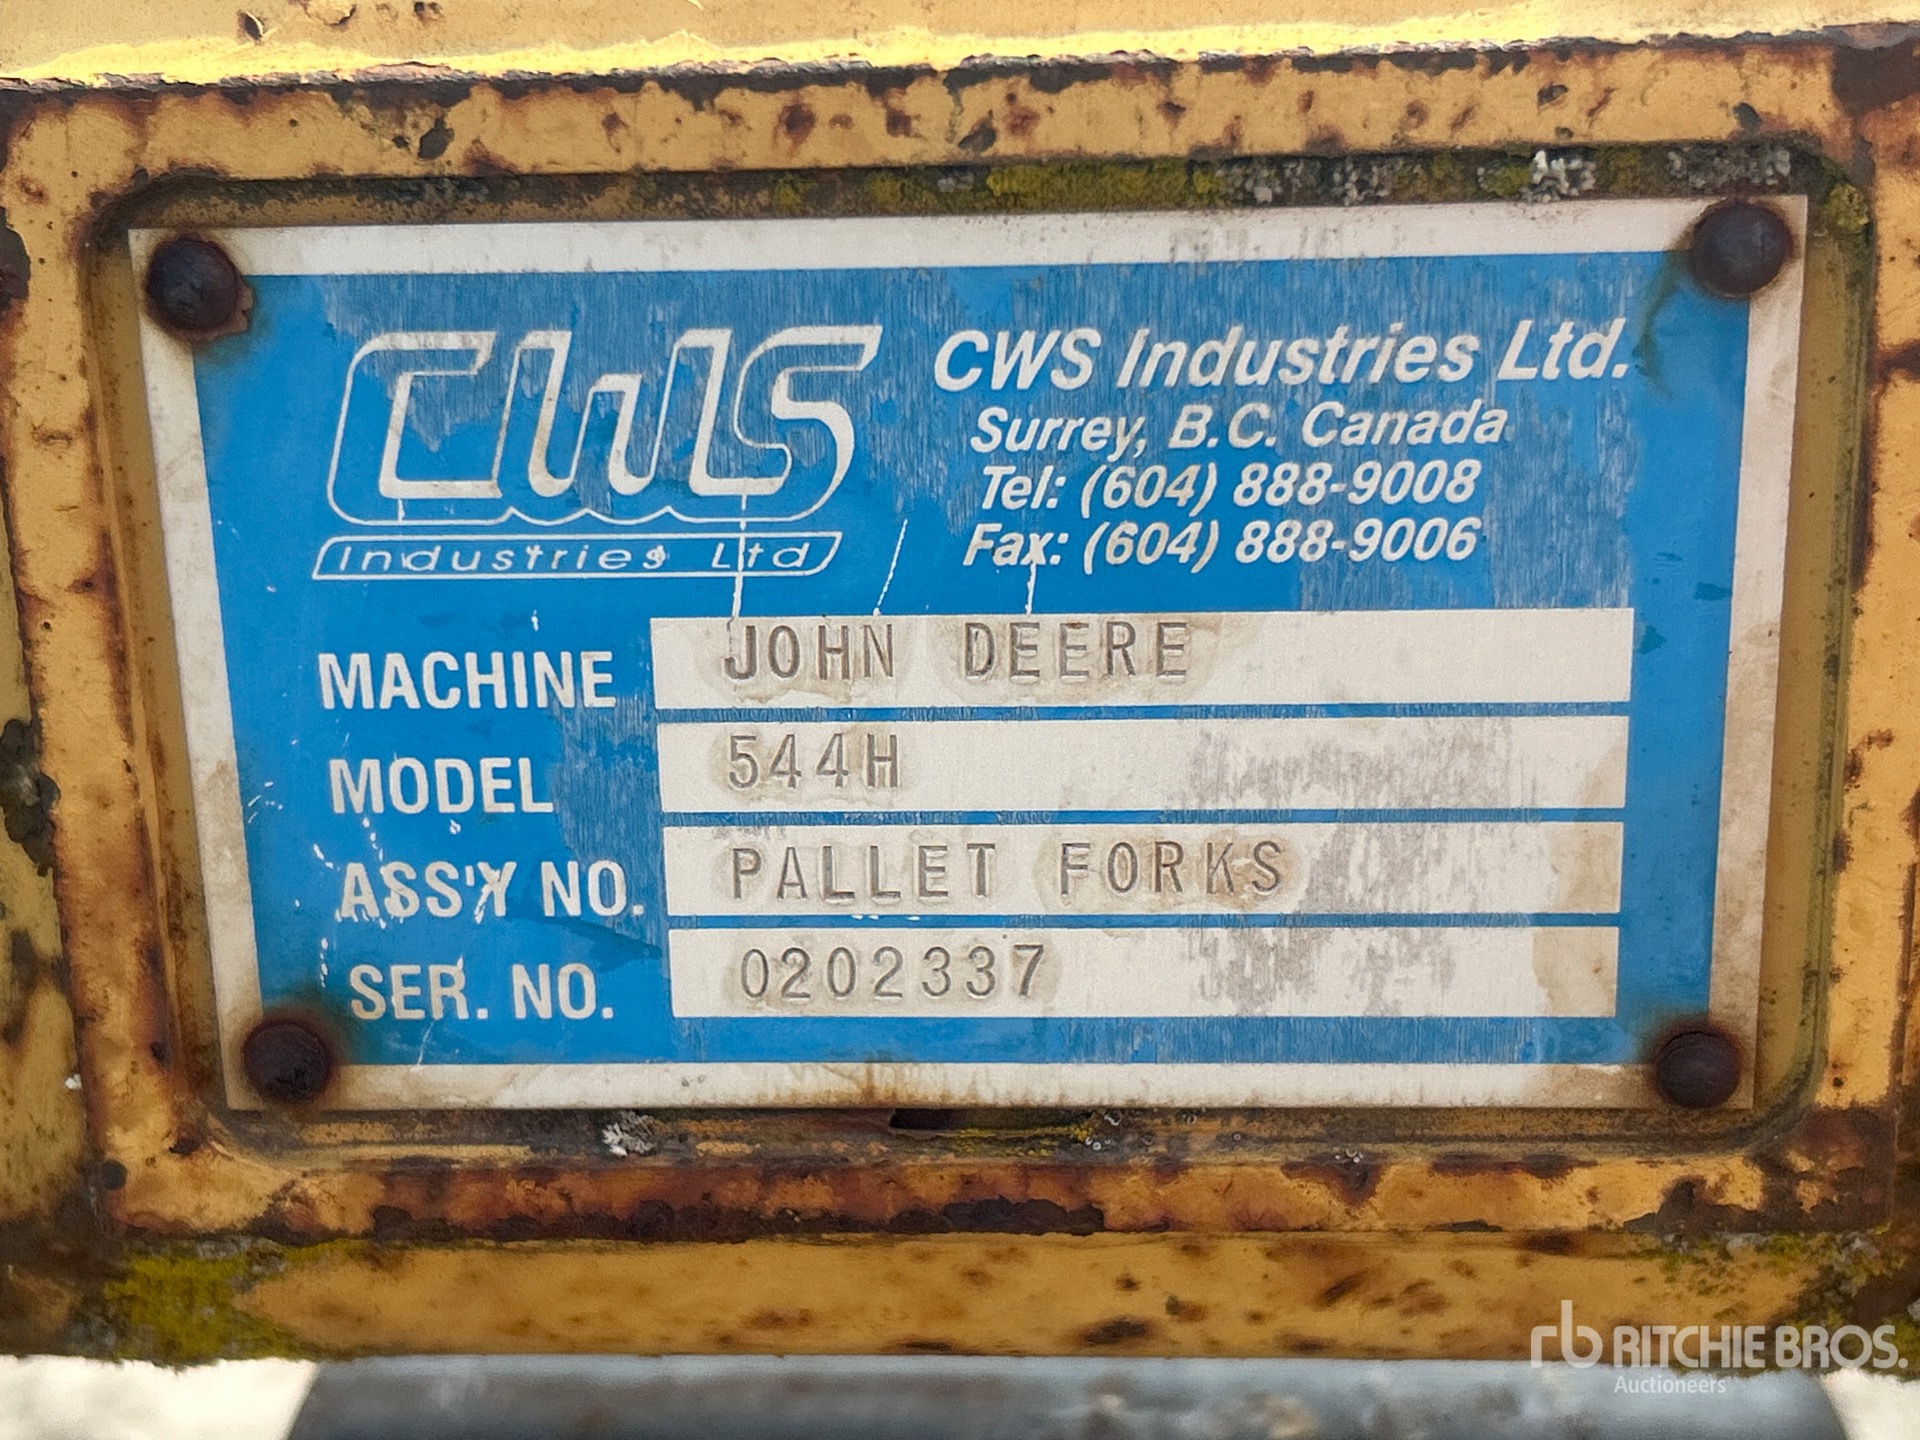 CWS
Industries Ltd
CWS Industries Ltd.
Surrey, B.C. Canada
Tel: (604) 888-9008
Fax: (604) 888-9006
MACHINE JOHN DEERE
MODEL 544H
ASS'Y NO. PALLET FORKS
SER. NO. 0202337
rb RITCHIE BROS.
Auctioneers